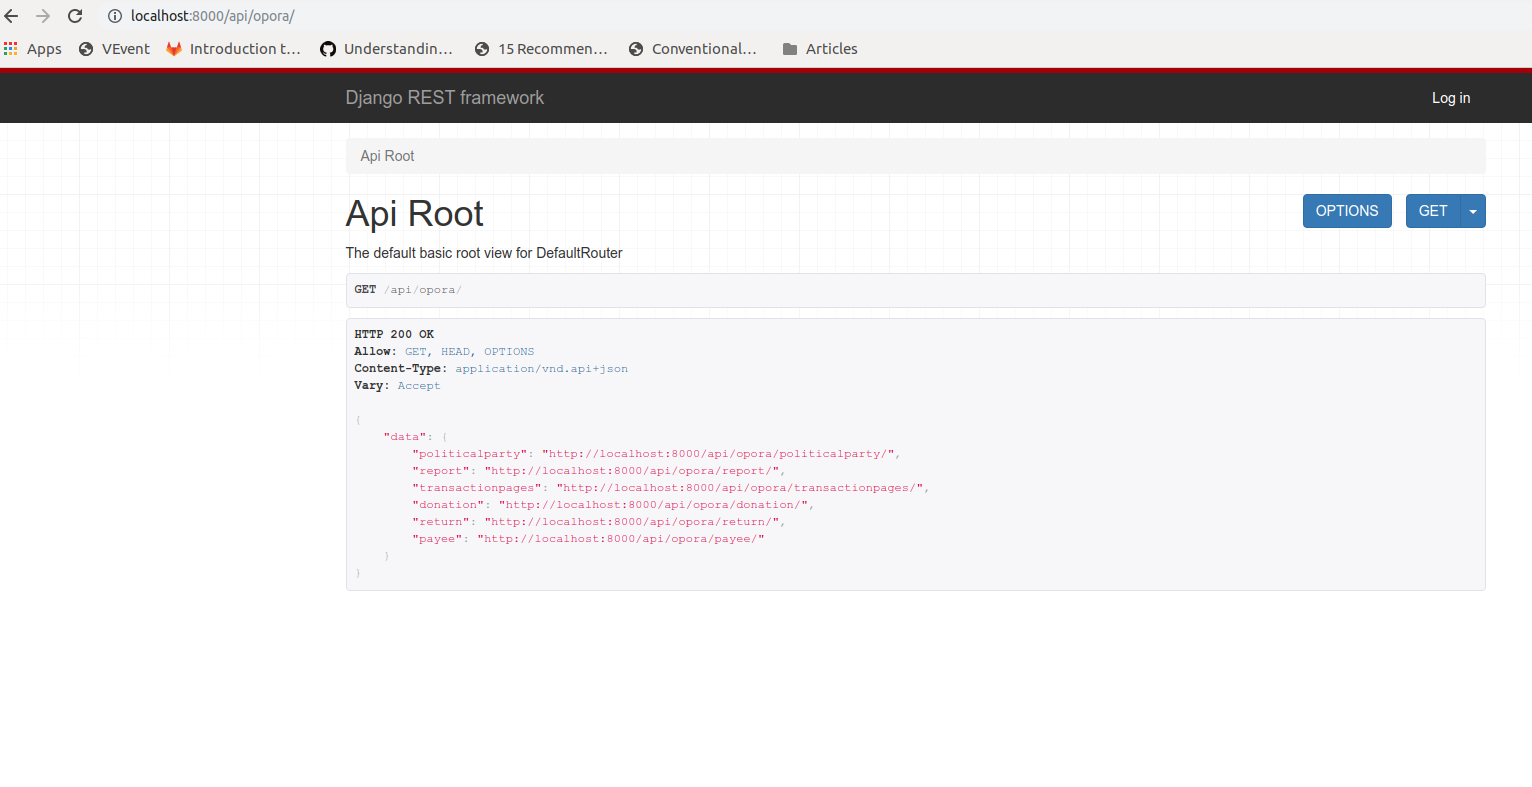 localhost:8000/api/opora/
Apps VEvent Introduction t... Understandin... 15 Recommen... Conventional... Articles
Django REST framework Log in
Api Root
Api Root OPTIONS GET
The default basic root view for DefaultRouter
GET /api/opora/
HTTP 200 OK
Allow: GET, HEAD, OPTIONS
Content-Type: application/vnd.api+json
Vary: Accept
{
    "data": {
        "politicalparty": "http://localhost:8000/api/opora/politicalparty/",
        "report": "http://localhost:8000/api/opora/report/",
        "transactionpages": "http://localhost:8000/api/opora/transactionpages/",
        "donation": "http://localhost:8000/api/opora/donation/",
        "return": "http://localhost:8000/api/opora/return/",
        "payee": "http://localhost:8000/api/opora/payee/"
    }
}